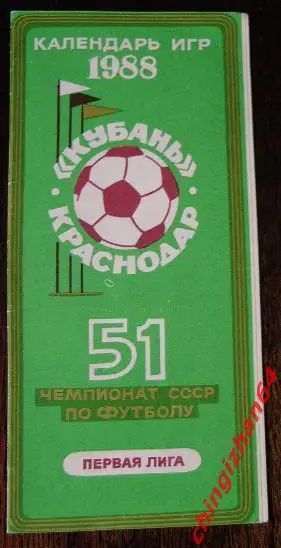 КАЛЕНДАРЬ ИГР
1988
«КУБАНЬ»
КРАСНОДАР
51
ЧЕМПИОНАТ СССР
ПО ФУТБОЛУ
ПЕРВАЯ ЛИГА
chingizhan64